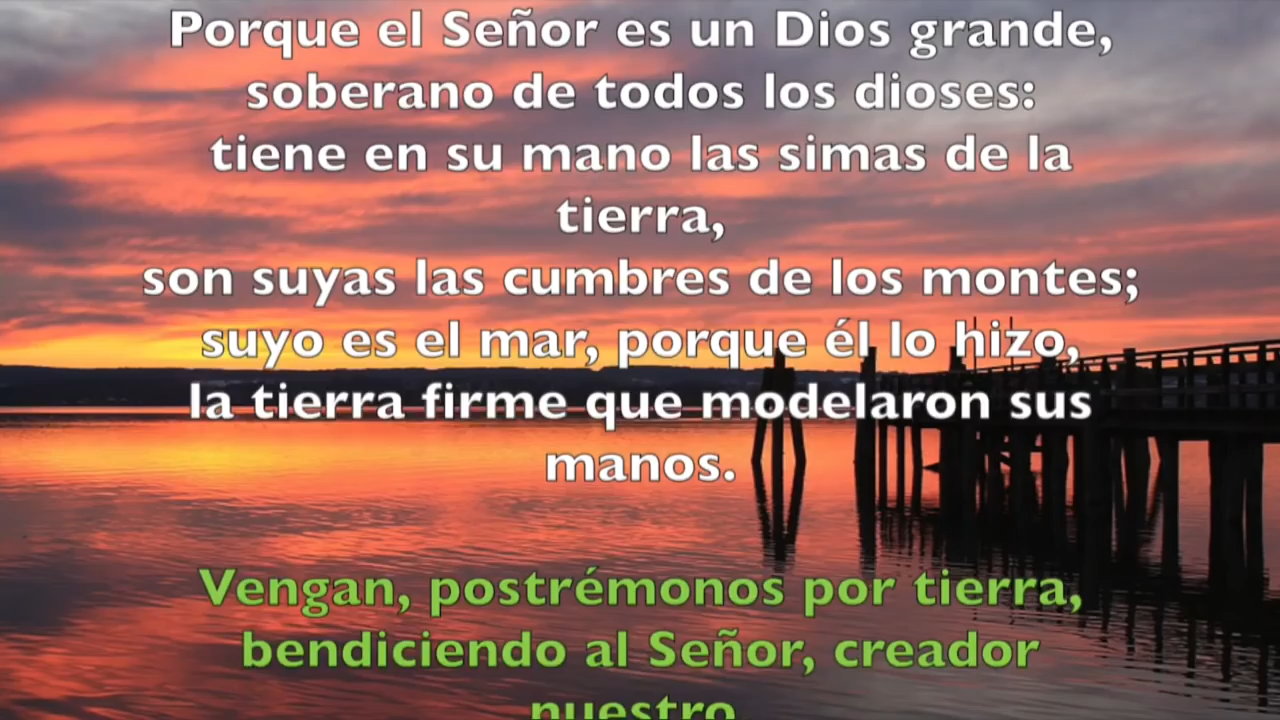 Porque el Señor es un Dios grande,
soberano de todos los dioses:
tiene en su mano las simas de la
tierra,
son suyas las cumbres de los montes;
suyo es el mar, porque él lo hizo,
la tierra firme que modelaron sus
manos.
Vengan, postrémonos por tierra,
bendiciendo al Señor, creador
nuestro